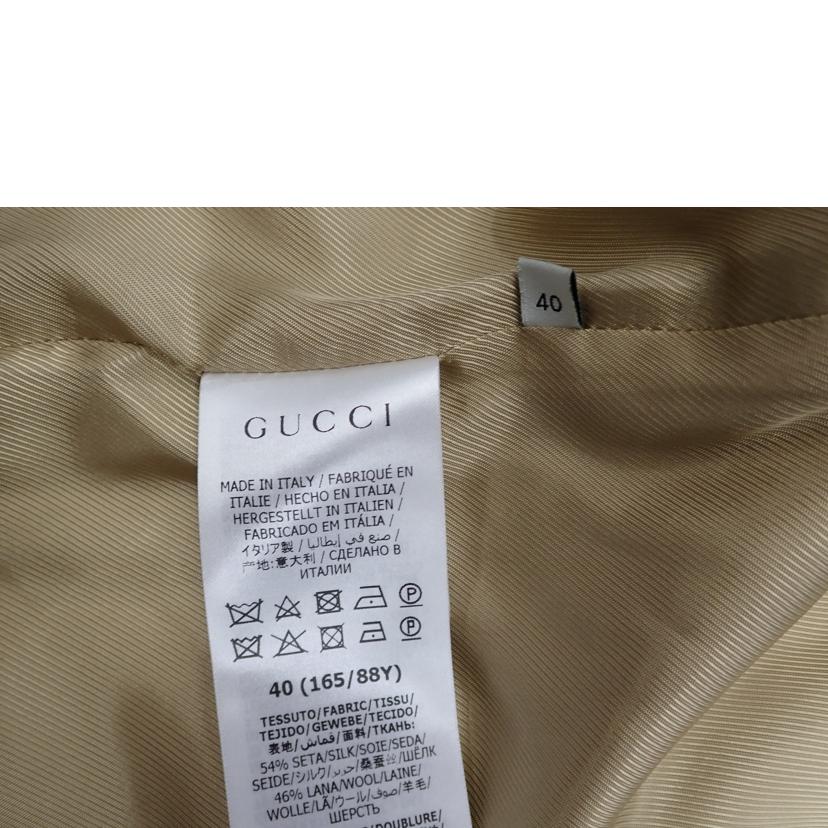 40
GUCCI
MADE IN ITALY / FABRIQUÉ EN
ITALIE / HECHO EN ITALIA /
HERGESTELLT IN ITALIEN /
FABRICADO EM ITÁLIA /
イタリア製 / صنع في إيطاليا /
产地:意大利 / СДЕЛАНО В
ИТАЛИИ
P
P
40 (165/88Y)
TESSUTO/FABRIC/TISSU/
TEJIDO/GEWEBE/TECIDO/
表地/قماش/面料/ТКАНЬ:
54% SETA/SILK/SOIE/SEDA/
SEIDE/シルク/حرير/桑蚕丝/ШЁЛК
46% LANA/WOOL/LAINE/
WOLLE/LÃ/ウール/صوف/羊毛/
ШЕРСТЬ
/DOUBLURE/